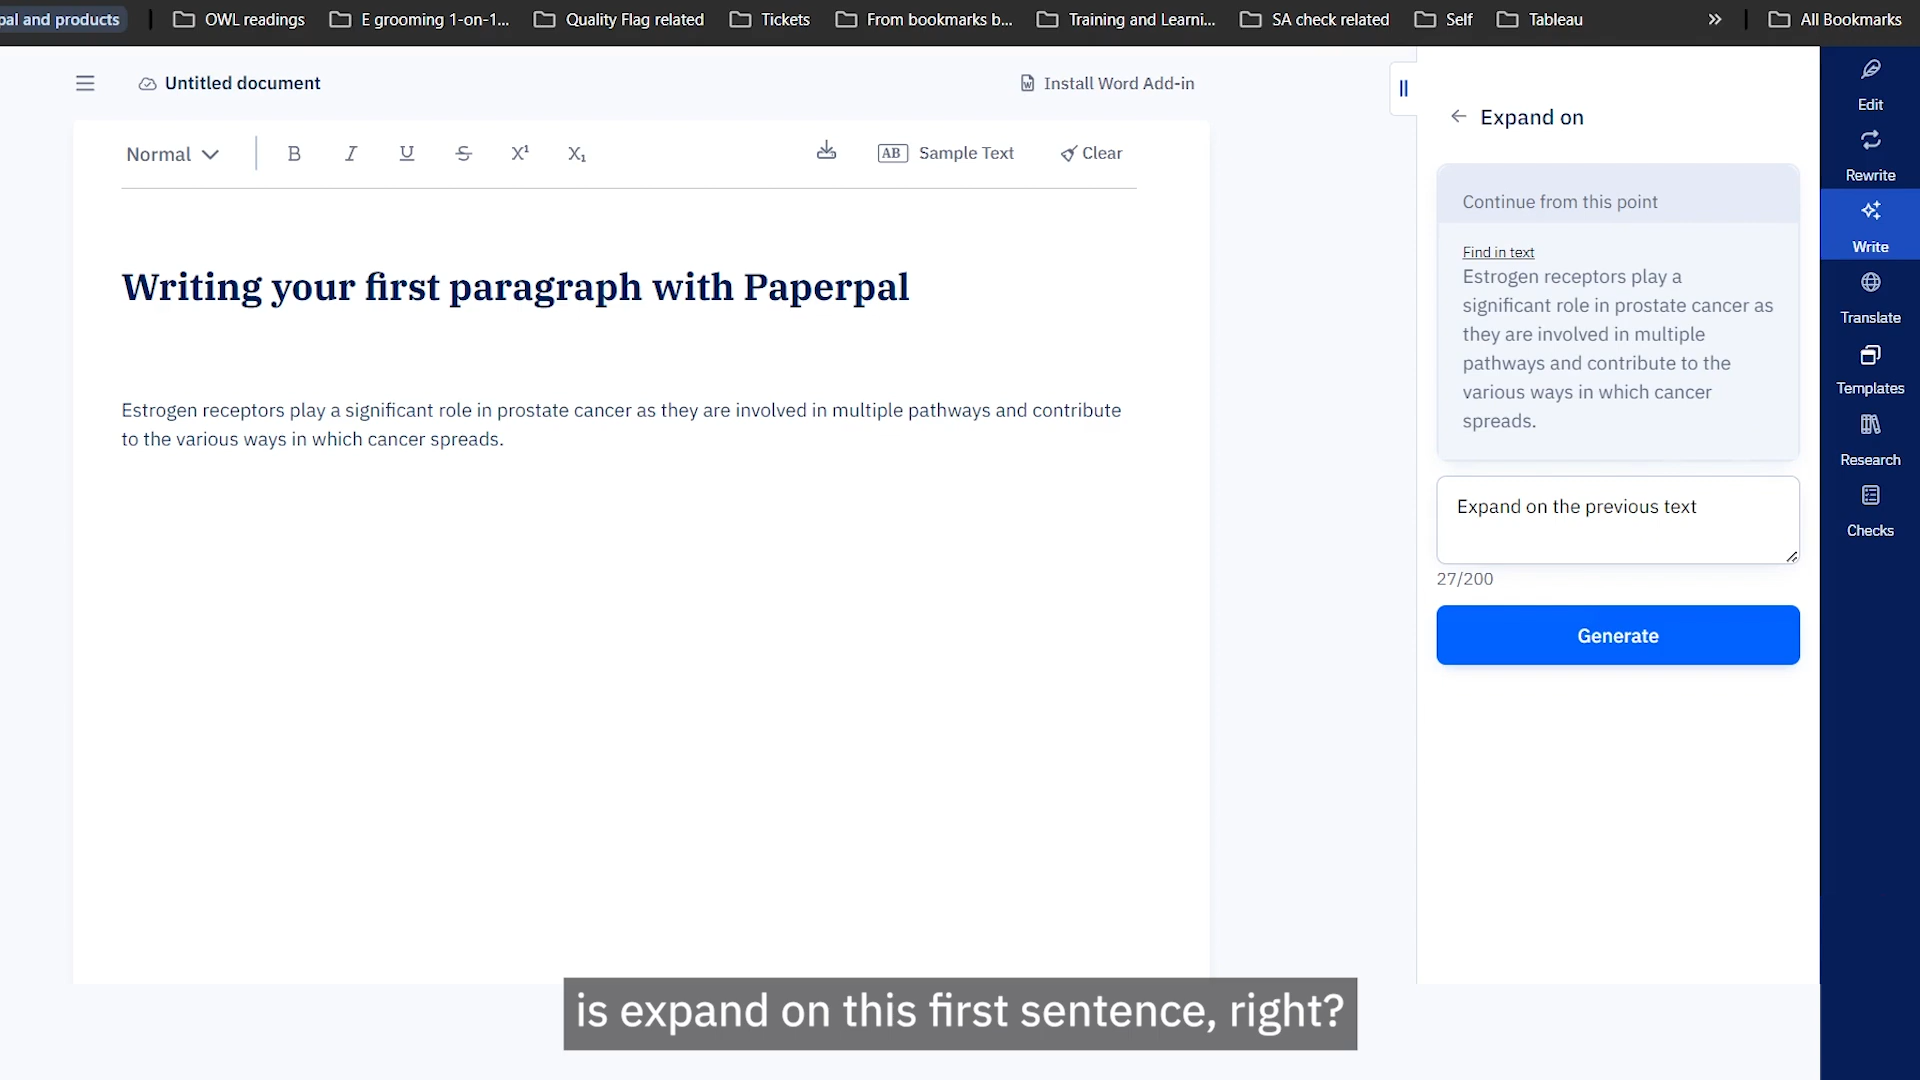 pal and products
OWL readings
E grooming 1-on-1...
Quality Flag related
Tickets
From bookmarks b...
Training and Learni...
SA check related
Self
Tableau
All Bookmarks
Untitled document
Install Word Add-in
Normal
B
I
U
S
X¹
X₁
AB Sample Text
Clear
Writing your first paragraph with Paperpal
Estrogen receptors play a significant role in prostate cancer as they are involved in multiple pathways and contribute
to the various ways in which cancer spreads.
Expand on
Continue from this point
Find in text
Estrogen receptors play a
significant role in prostate cancer as
they are involved in multiple
pathways and contribute to the
various ways in which cancer
spreads.
Expand on the previous text
27/200
Generate
Edit
Rewrite
Write
Translate
Templates
Research
Checks
is expand on this first sentence, right?